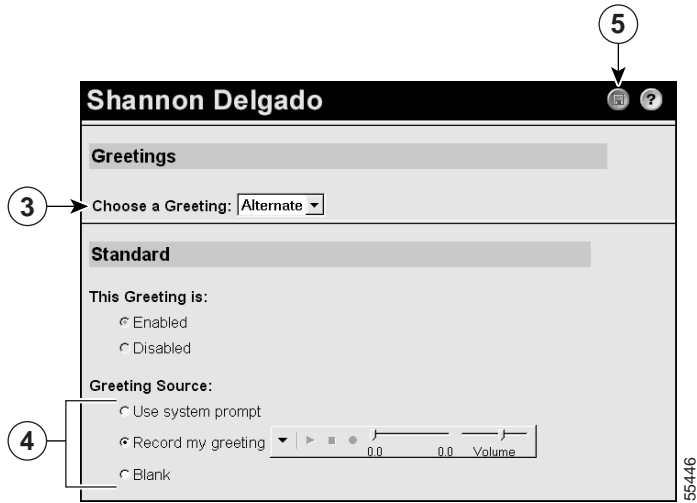 5
Shannon Delgado
?
Greetings
3
Choose a Greeting: Alternate
Standard
This Greeting is:
Enabled
Disabled
Greeting Source:
Use system prompt
4
Record my greeting 0.0 0.0 Volume
Blank
55446